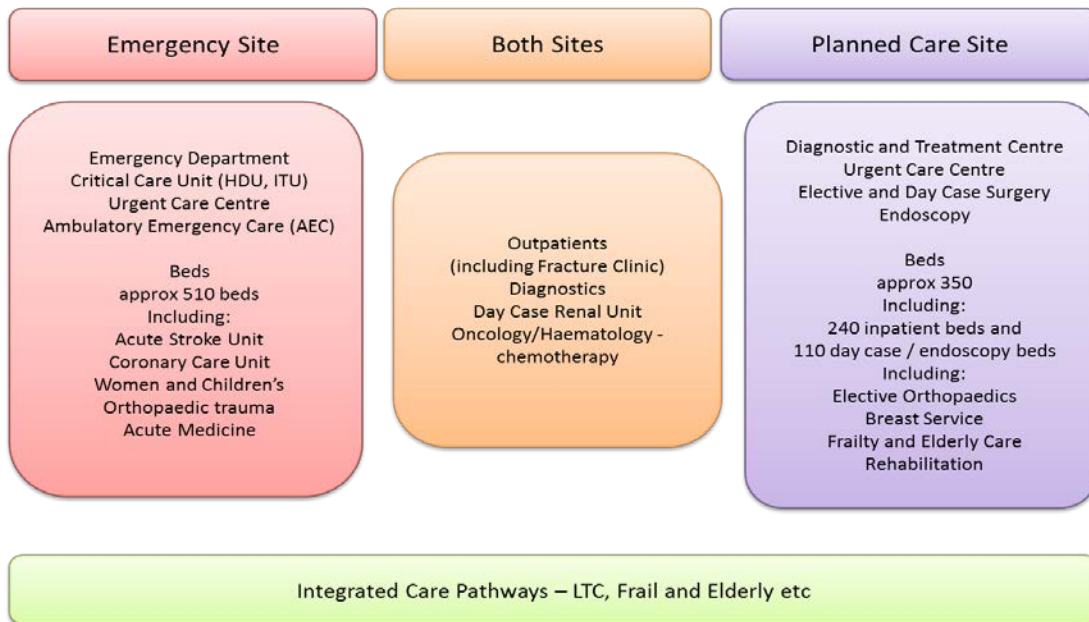 Emergency Site
Both Sites
Planned Care Site
Emergency Department
Critical Care Unit (HDU, ITU)
Urgent Care Centre
Ambulatory Emergency Care (AEC)
Beds
approx 510 beds
Including:
Acute Stroke Unit
Coronary Care Unit
Women and Children’s
Orthopaedic trauma
Acute Medicine
Outpatients
(including Fracture Clinic)
Diagnostics
Day Case Renal Unit
Oncology/Haematology -
chemotherapy
Diagnostic and Treatment Centre
Urgent Care Centre
Elective and Day Case Surgery
Endoscopy
Beds
approx 350
Including:
240 inpatient beds and
110 day case / endoscopy beds
Including:
Elective Orthopaedics
Breast Service
Frailty and Elderly Care
Rehabilitation
Integrated Care Pathways – LTC, Frail and Elderly etc